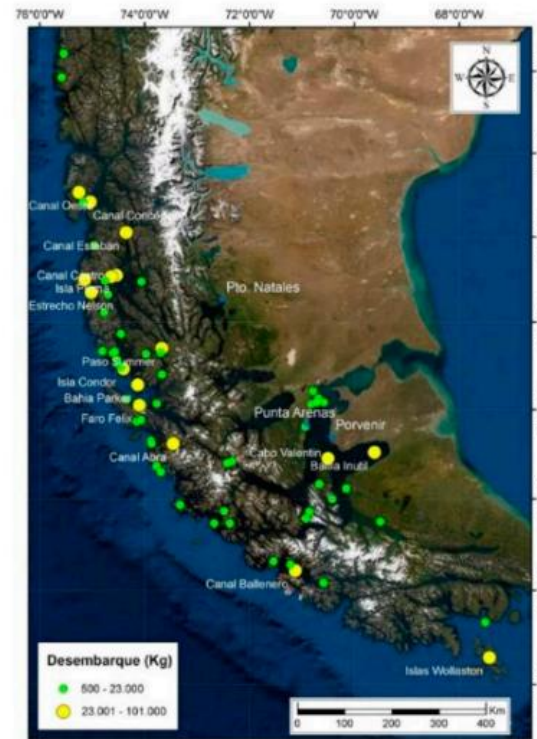 76°0'0"W 74°0'0"W 72°0'0"W 70°0'0"W 68°0'0"W
N
W E
S
Canal Oeste
Canal Concepción
Canal Esteban
Canal Castro
Isla Prima
Estrecho Nelson
Pto. Natales
Paso Summer
Isla Condor
Bahia Parker
Faro Felix
Punta Arenas
Porvenir
Canal Abra
Cabo Valentin
Bahia Inutil
Canal Ballenero
Islas Wollaston
Desembarque (Kg)
500 - 23.000
23.001 - 101.000
Km
0 100 200 300 400